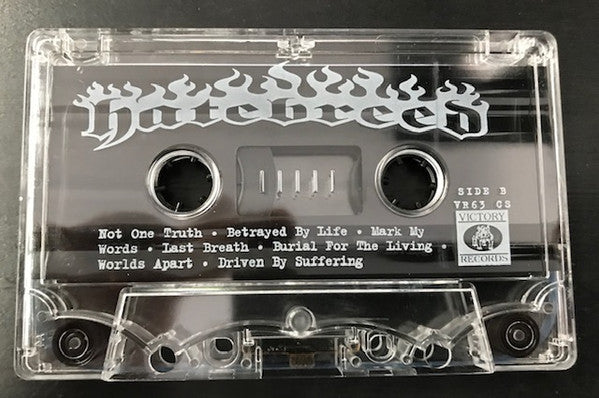 hatebreed
SIDE B
VR63 CS
VICTORY
RECORDS
Not One Truth • Betrayed By Life • Mark My
Words • Last Breath • Burial For The Living •
Worlds Apart • Driven By Suffering